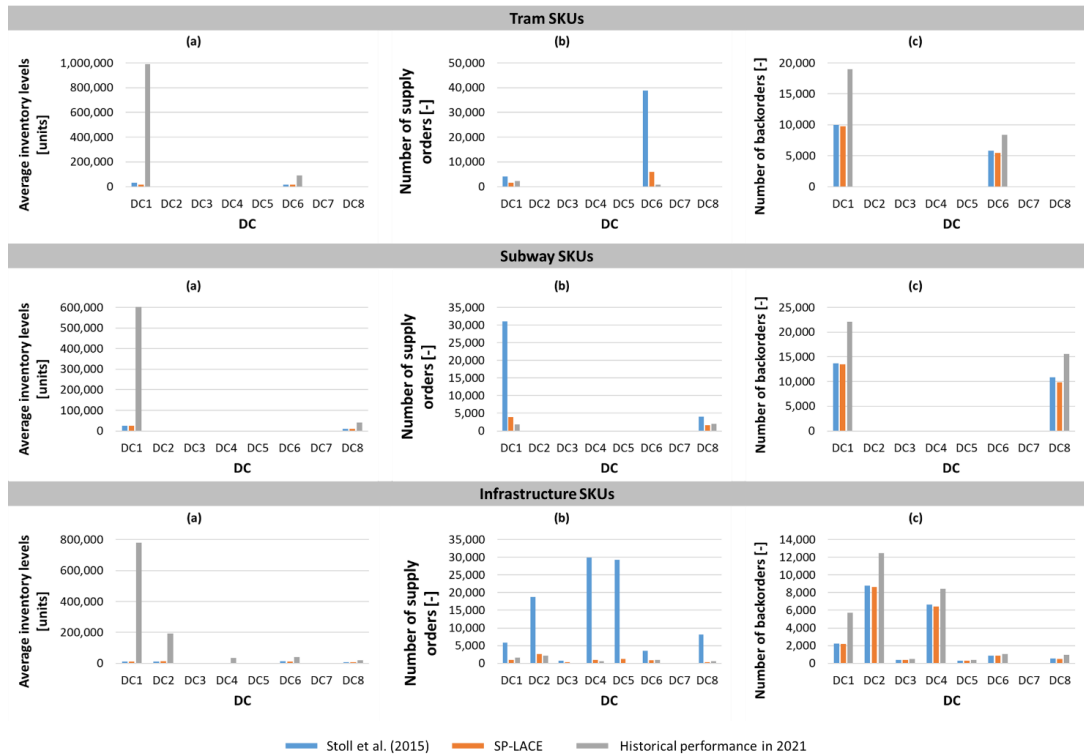 Tram SKUs
(a)
Average inventory levels
[units]
1,000,000
800,000
600,000
400,000
200,000
0
DC1 DC2 DC3 DC4 DC5 DC6 DC7 DC8
DC
(b)
Number of supply
orders [-]
50,000
40,000
30,000
20,000
10,000
0
DC1 DC2 DC3 DC4 DC5 DC6 DC7 DC8
DC
(c)
Number of backorders [-]
20,000
15,000
10,000
5,000
0
DC1 DC2 DC3 DC4 DC5 DC6 DC7 DC8
DC
Subway SKUs
(a)
Average inventory levels
[units]
600,000
500,000
400,000
300,000
200,000
100,000
0
DC1 DC2 DC3 DC4 DC5 DC6 DC7 DC8
DC
(b)
Number of supply
orders [-]
35,000
30,000
25,000
20,000
15,000
10,000
5,000
0
DC1 DC2 DC3 DC4 DC5 DC6 DC7 DC8
DC
(c)
Number of backorders [-]
25,000
20,000
15,000
10,000
5,000
0
DC1 DC2 DC3 DC4 DC5 DC6 DC7 DC8
DC
Infrastructure SKUs
(a)
Average inventory levels
[units]
800,000
600,000
400,000
200,000
0
DC1 DC2 DC3 DC4 DC5 DC6 DC7 DC8
DC
(b)
Number of supply
orders [-]
35,000
30,000
25,000
20,000
15,000
10,000
5,000
0
DC1 DC2 DC3 DC4 DC5 DC6 DC7 DC8
DC
(c)
Number of backorders [-]
14,000
12,000
10,000
8,000
6,000
4,000
2,000
0
DC1 DC2 DC3 DC4 DC5 DC6 DC7 DC8
DC
Stoll et al. (2015) SP-LACE Historical performance in 2021